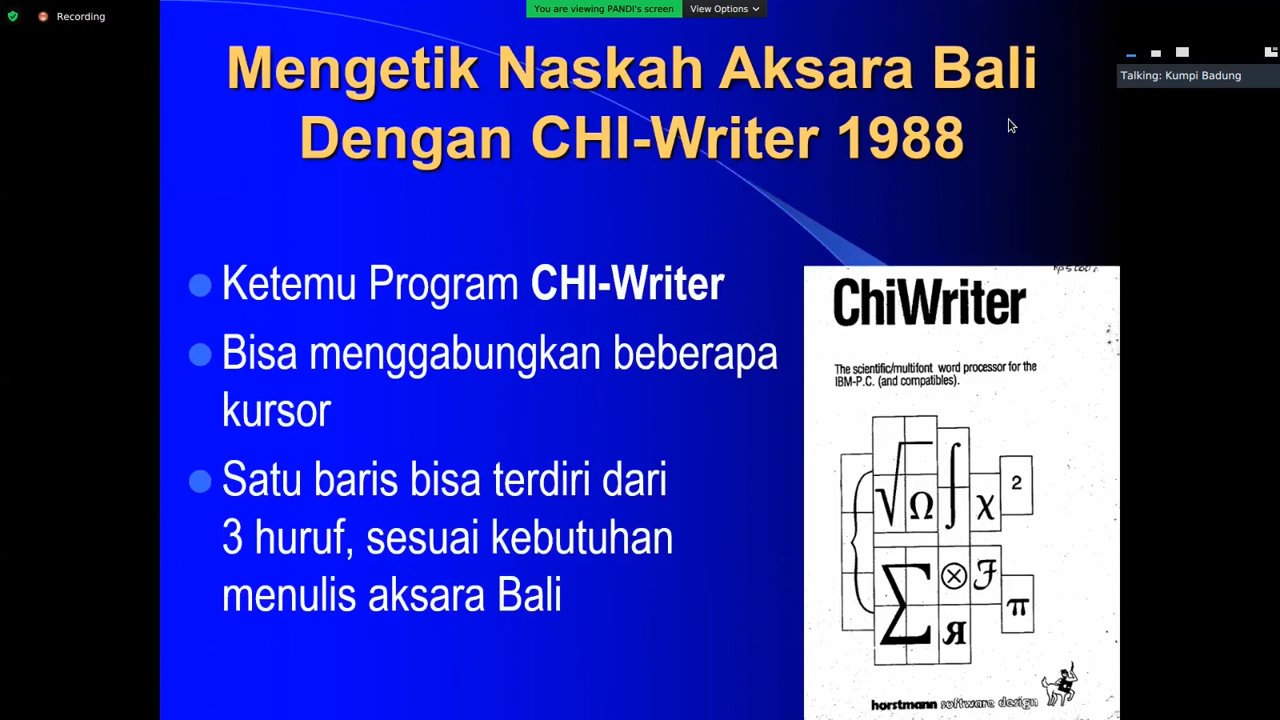 Recording
You are viewing PANDI's screen
View Options
Talking: Kumpi Badung
Mengetik Naskah Aksara Bali
Dengan CHI-Writer 1988
Ketemu Program CHI-Writer
Bisa menggabungkan beberapa
kursor
Satu baris bisa terdiri dari
3 huruf, sesuai kebutuhan
menulis aksara Bali
ChiWriter
The scientific/multifont word processor for the
IBM-P.C. (and compatibles).
√ Ω ∫ χ 2
Σ ⊗ ℱ π
Я
horstmann software design